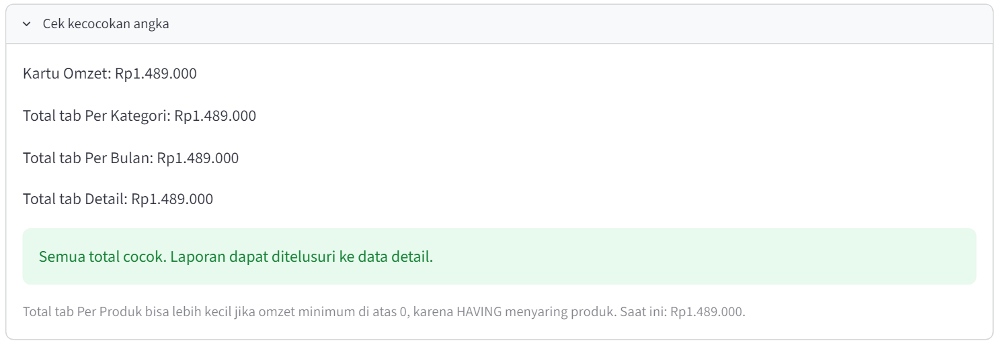 Cek kecocokan angka
Kartu Omzet: Rp1.489.000
Total tab Per Kategori: Rp1.489.000
Total tab Per Bulan: Rp1.489.000
Total tab Detail: Rp1.489.000
Semua total cocok. Laporan dapat ditelusuri ke data detail.
Total tab Per Produk bisa lebih kecil jika omzet minimum di atas 0, karena HAVING menyaring produk. Saat ini: Rp1.489.000.